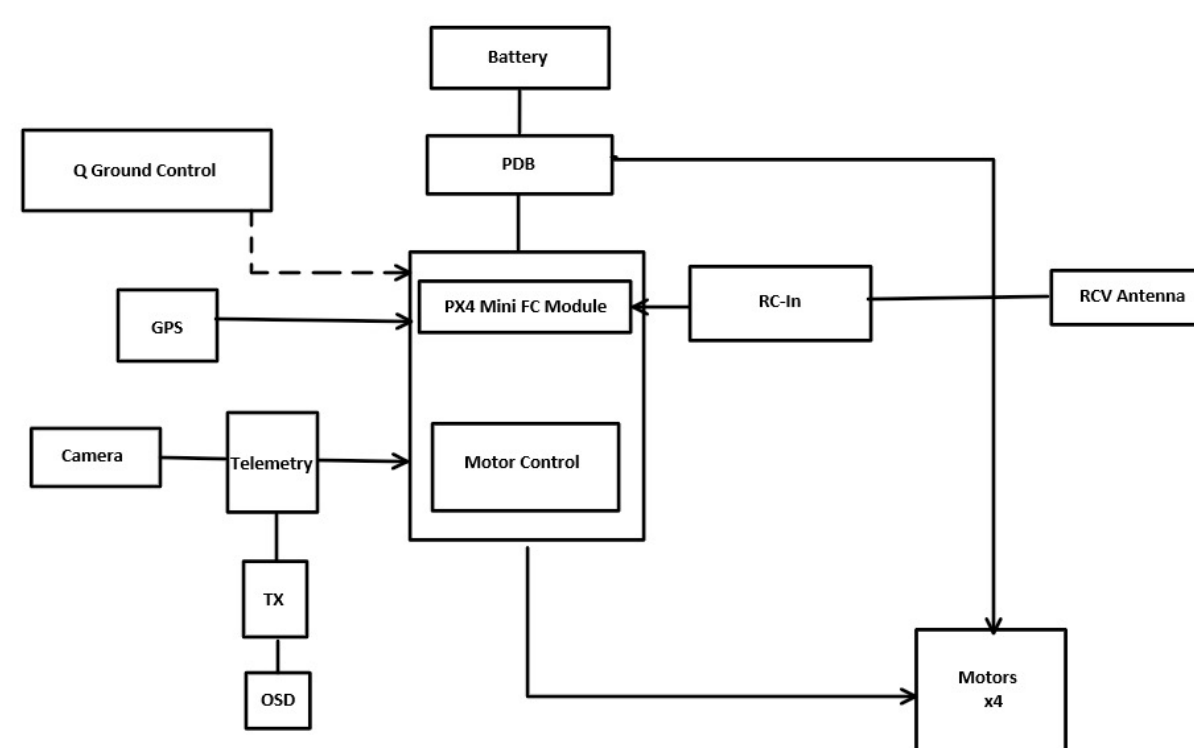 Battery
Q Ground Control
PDB
PX4 Mini FC Module
RC-In
RCV Antenna
GPS
Camera
Telemetry
Motor Control
TX
OSD
Motors
x4